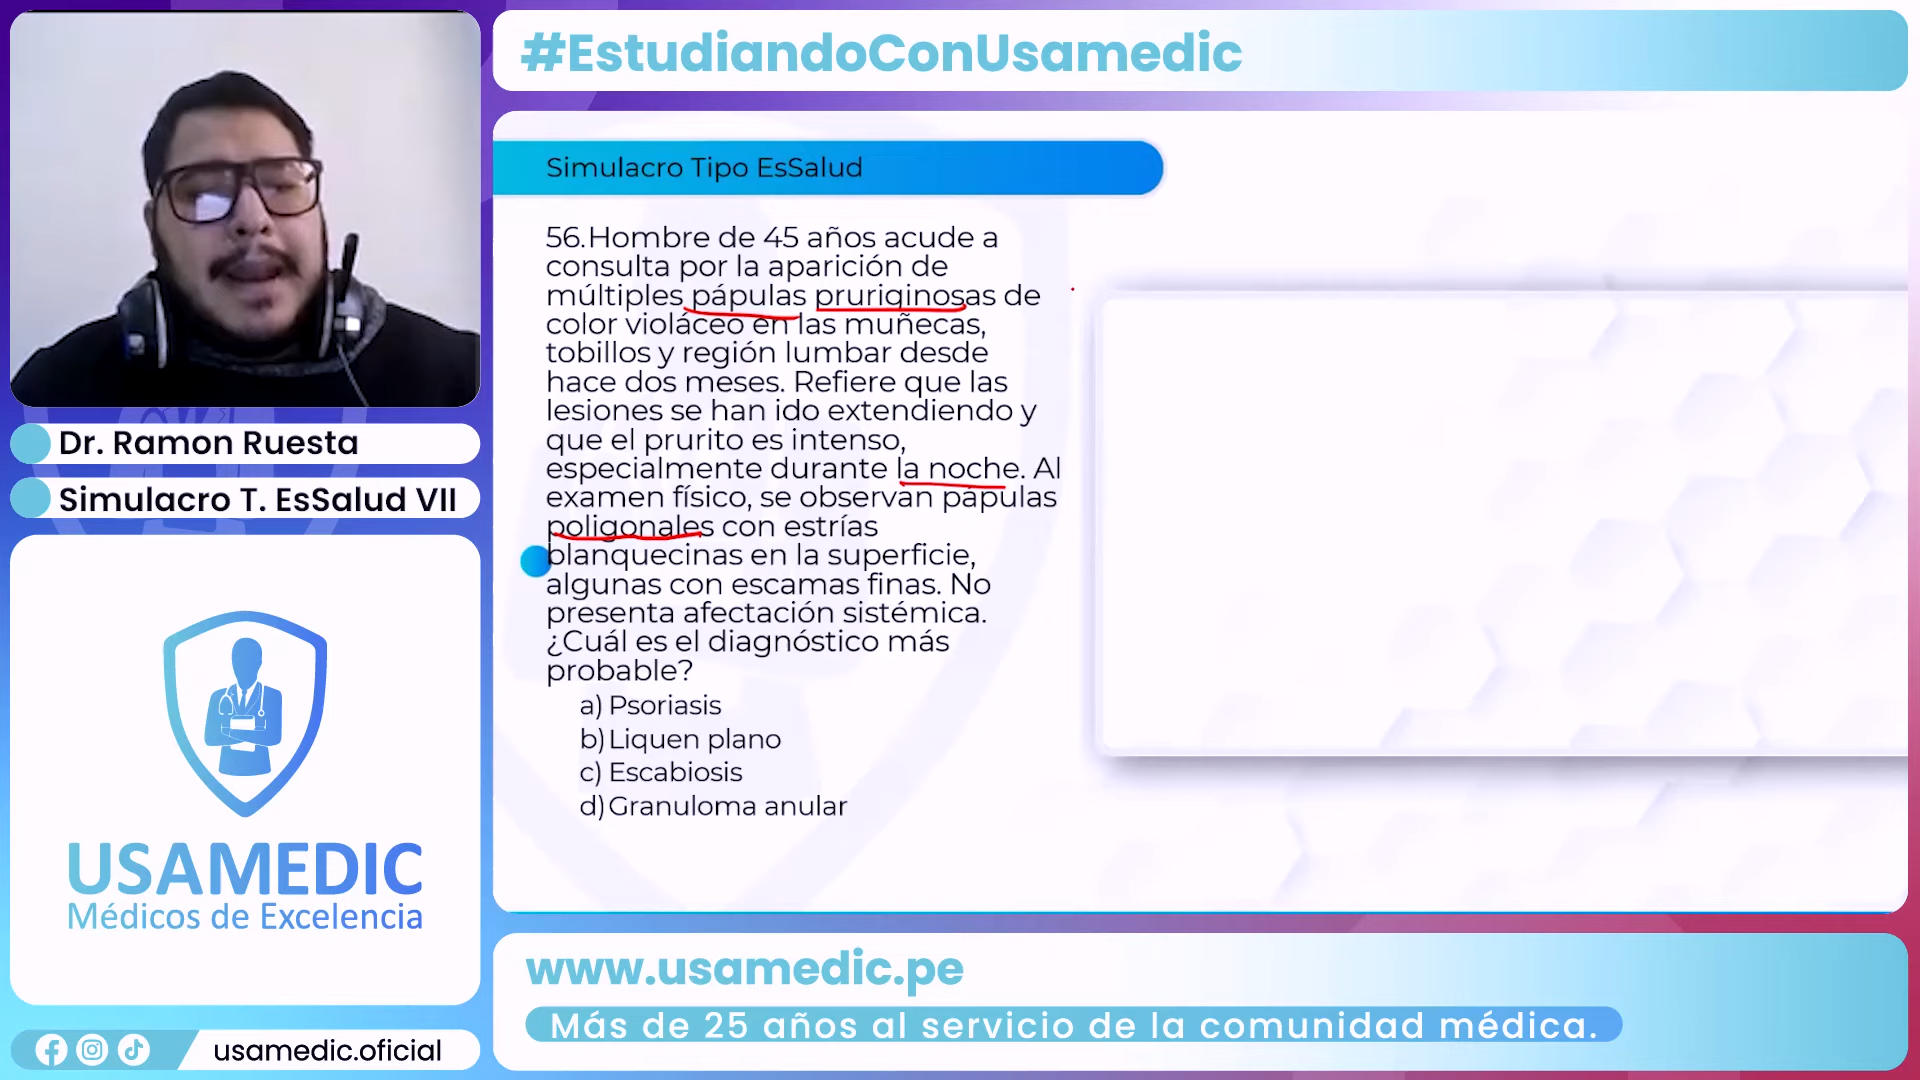 #EstudiandoConUsamedic
Simulacro Tipo EsSalud
56.Hombre de 45 años acude a
consulta por la aparición de
múltiples pápulas pruriginosas de
color violáceo en las muñecas,
tobillos y región lumbar desde
hace dos meses. Refiere que las
lesiones se han ido extendiendo y
que el prurito es intenso,
especialmente durante la noche. Al
examen físico, se observan pápulas
poligonales con estrías
blanquecinas en la superficie,
algunas con escamas finas. No
presenta afectación sistémica.
¿Cuál es el diagnóstico más
probable?
a) Psoriasis
b) Liquen plano
c) Escabiosis
d) Granuloma anular
Dr. Ramon Ruesta
Simulacro T. EsSalud VII
USAMEDIC
Médicos de Excelencia
usamedic.oficial
www.usamedic.pe
Más de 25 años al servicio de la comunidad médica.